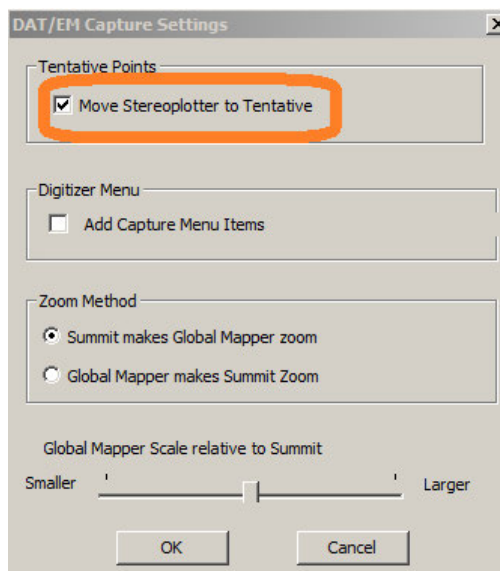 DAT/EM Capture Settings
Tentative Points
Move Stereoplotter to Tentative
Digitizer Menu
Add Capture Menu Items
Zoom Method
Summit makes Global Mapper zoom
Global Mapper makes Summit Zoom
Global Mapper Scale relative to Summit
Smaller Larger
OK Cancel